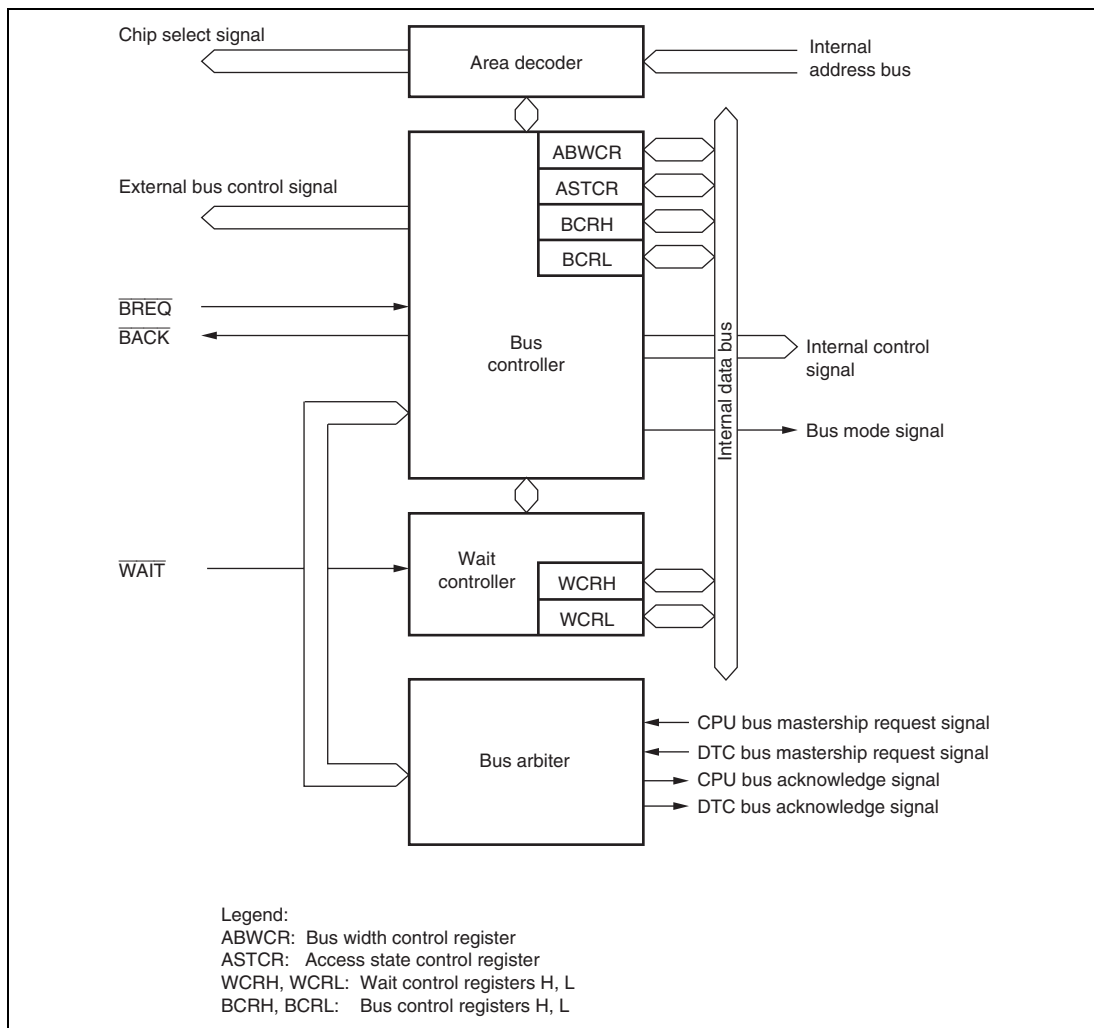 Chip select signal
Area decoder
Internal
address bus
ABWCR
ASTCR
External bus control signal
BCRH
BCRL
BREQ
BACK
Bus
controller
Internal control
signal
Bus mode signal
Internal data bus
WAIT
Wait
controller
WCRH
WCRL
Bus arbiter
CPU bus mastership request signal
DTC bus mastership request signal
CPU bus acknowledge signal
DTC bus acknowledge signal
Legend:
ABWCR: Bus width control register
ASTCR: Access state control register
WCRH, WCRL: Wait control registers H, L
BCRH, BCRL: Bus control registers H, L